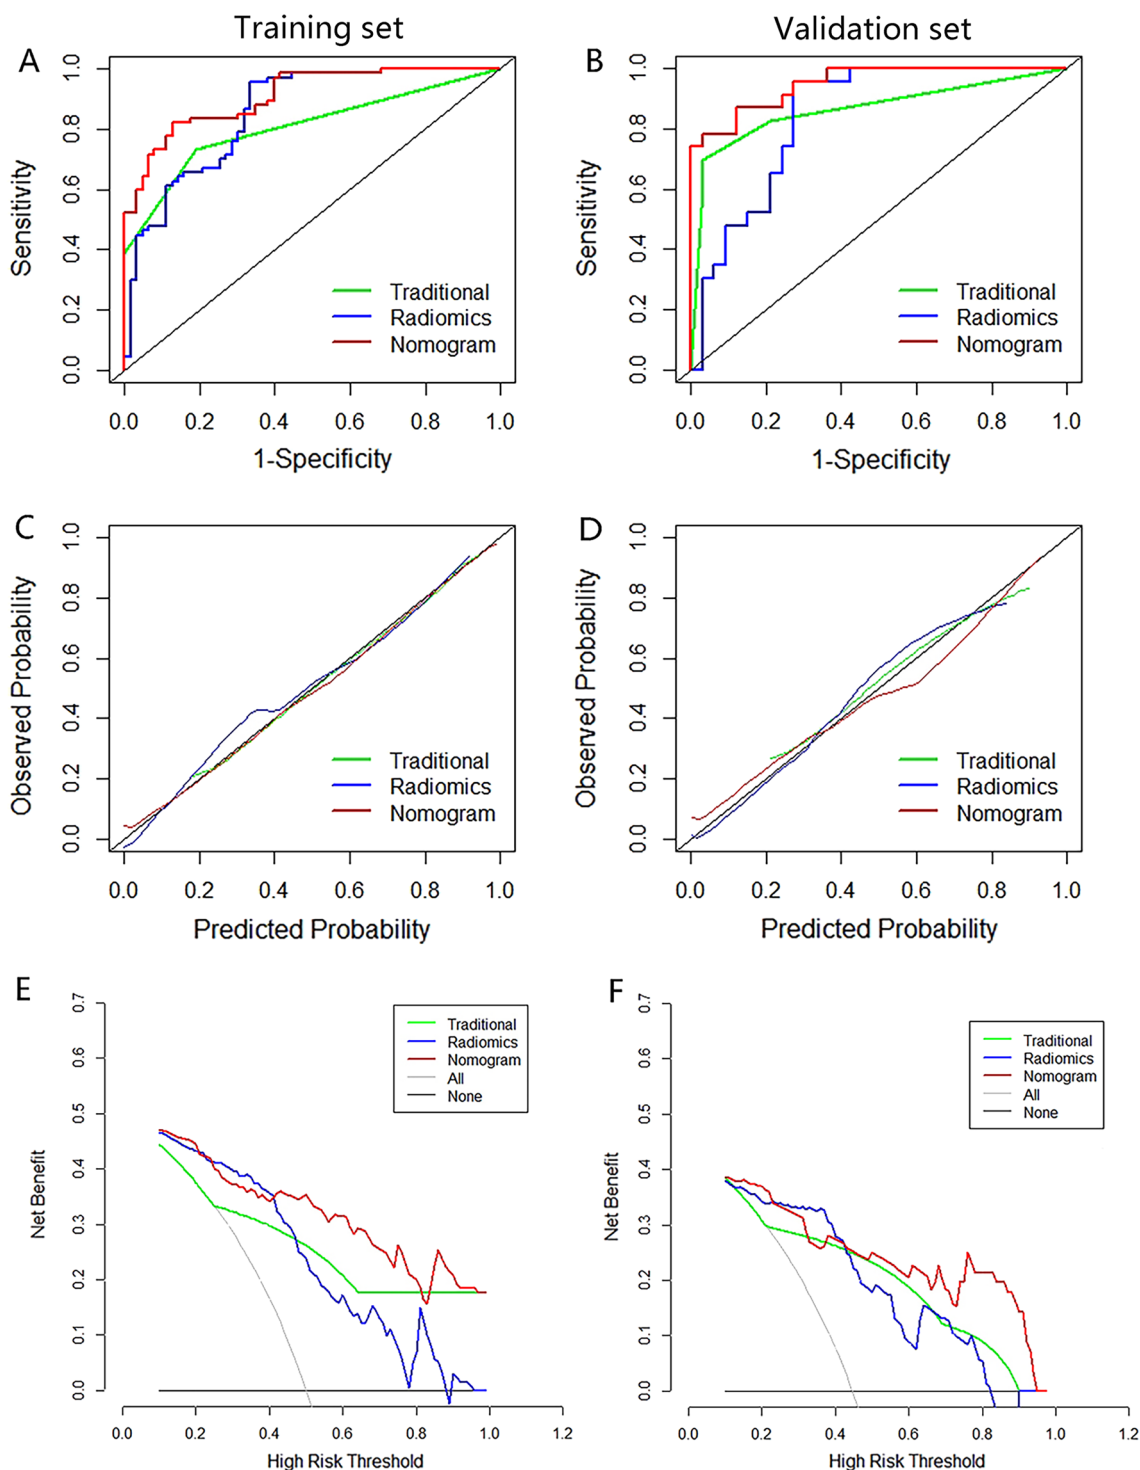 Training set
Validation set
A
B
1.0
0.8
0.6
0.4
0.2
0.0
Sensitivity
Traditional
Radiomics
Nomogram
0.0 0.2 0.4 0.6 0.8 1.0
1-Specificity
1.0
0.8
0.6
0.4
0.2
0.0
Sensitivity
Traditional
Radiomics
Nomogram
0.0 0.2 0.4 0.6 0.8 1.0
1-Specificity
C
D
1.0
0.8
0.6
0.4
0.2
0.0
Observed Probability
Traditional
Radiomics
Nomogram
0.0 0.2 0.4 0.6 0.8 1.0
Predicted Probability
1.0
0.8
0.6
0.4
0.2
0.0
Observed Probability
Traditional
Radiomics
Nomogram
0.0 0.2 0.4 0.6 0.8 1.0
Predicted Probability
E
F
0.7
0.6
0.5
0.4
0.3
0.2
0.1
0.0
Net Benefit
Traditional
Radiomics
Nomogram
All
None
0.0 0.2 0.4 0.6 0.8 1.0 1.2
High Risk Threshold
0.7
0.6
0.5
0.4
0.3
0.2
0.1
0.0
Net Benefit
Traditional
Radiomics
Nomogram
All
None
0.0 0.2 0.4 0.6 0.8 1.0 1.2
High Risk Threshold